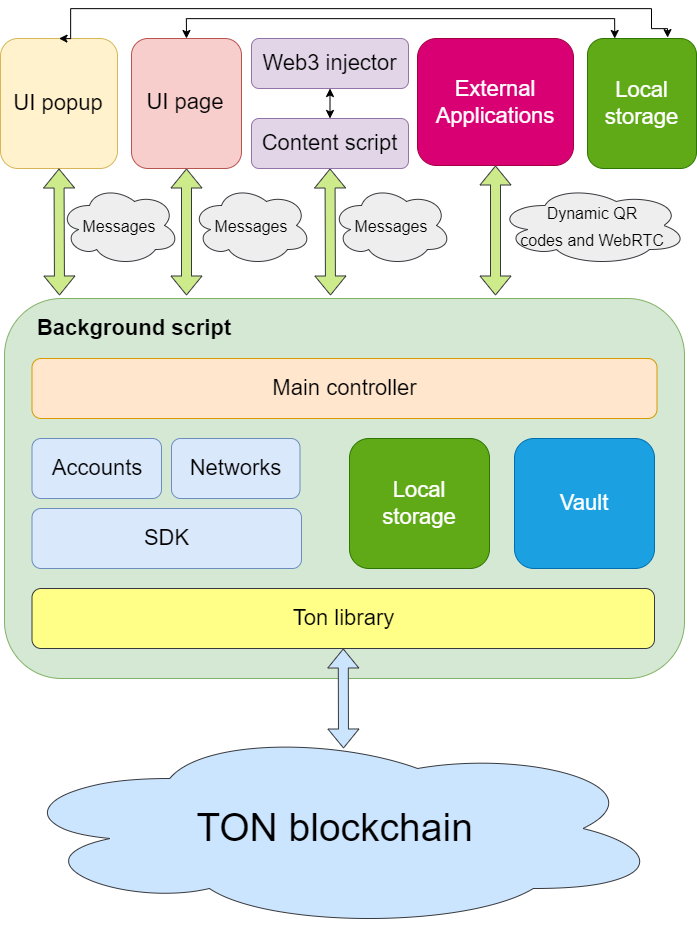 UI popup
UI page
Web3 injector
Content script
External
Applications
Local
storage
Messages
Messages
Messages
Dynamic QR
codes and WebRTC
Background script
Main controller
Accounts
Networks
SDK
Local
storage
Vault
Ton library
TON blockchain